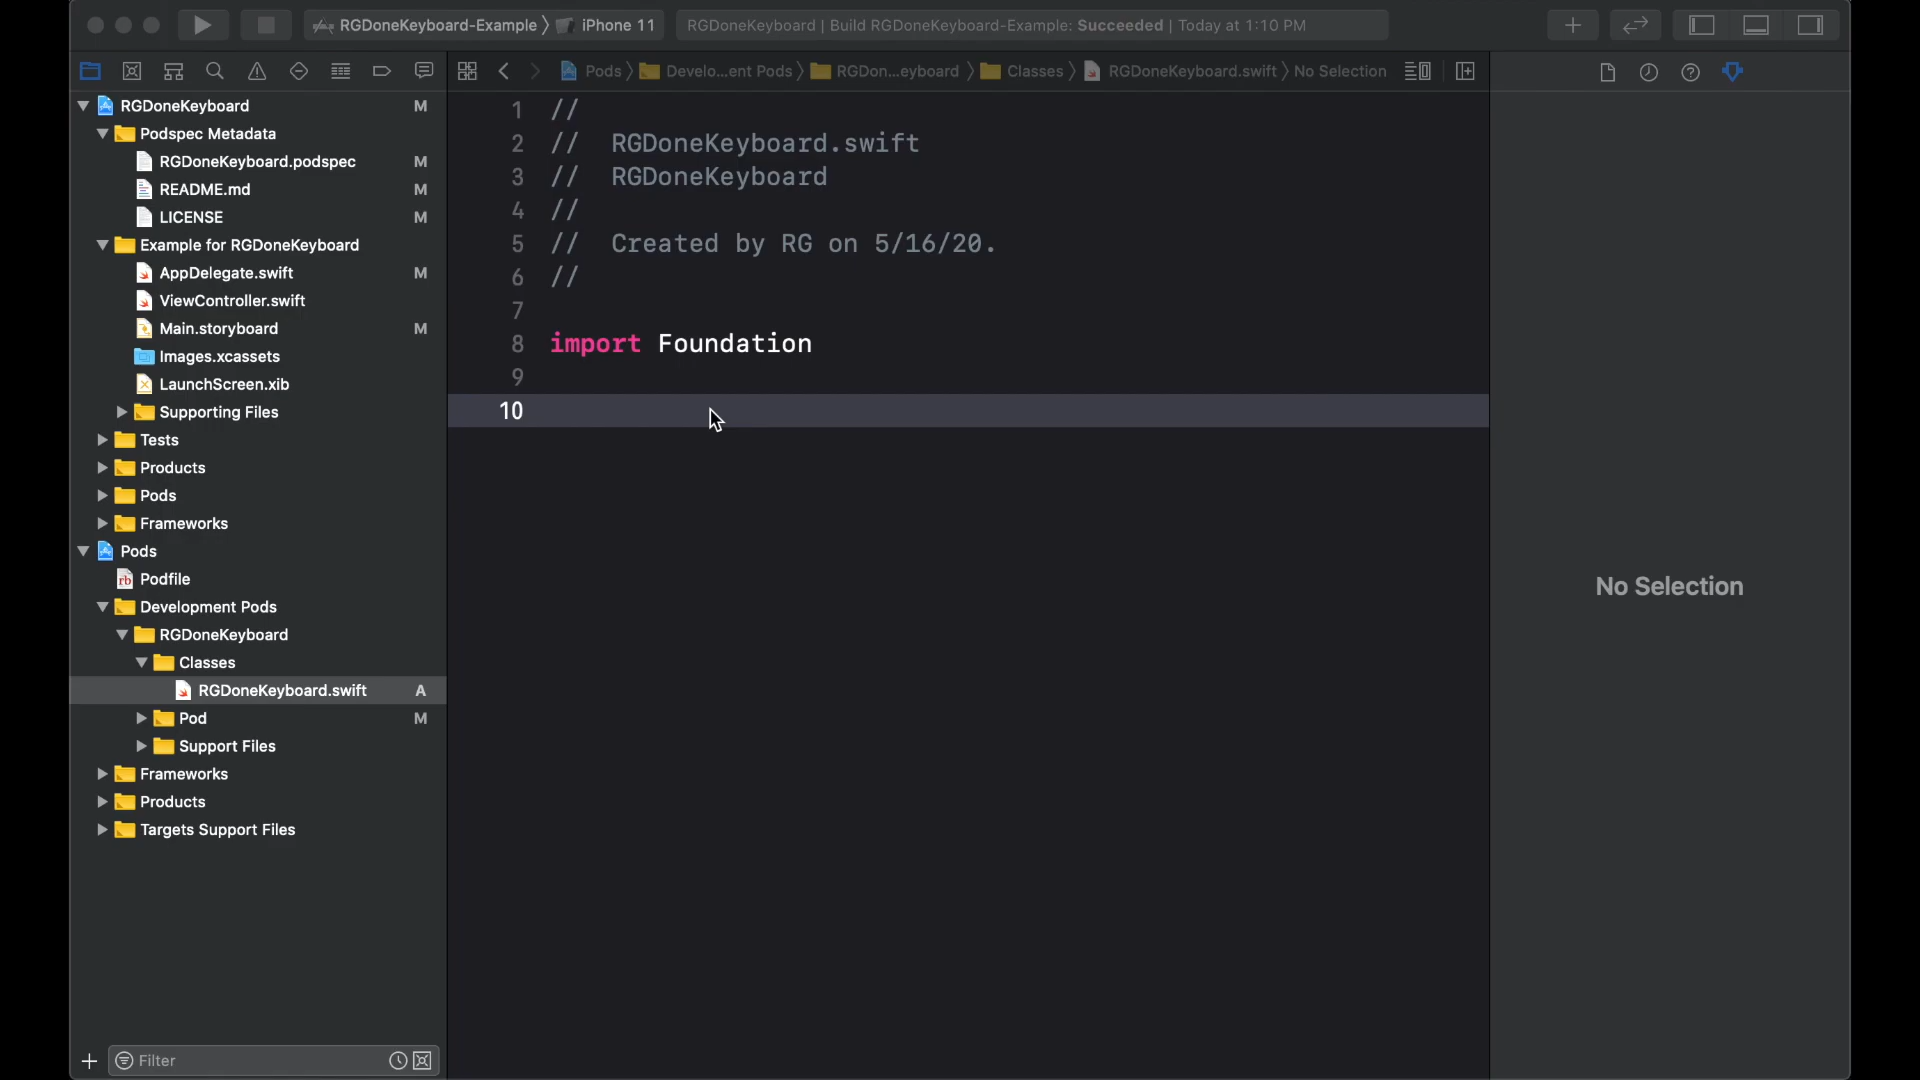 RGDoneKeyboard-Example 〉 iPhone 11
RGDoneKeyboard | Build RGDoneKeyboard-Example: Succeeded | Today at 1:10 PM
Pods 〉 Develo...ent Pods 〉 RGDon...eyboard 〉 Classes 〉 RGDoneKeyboard.swift 〉 No Selection
RGDoneKeyboard M
Podspec Metadata
RGDoneKeyboard.podspec M
README.md M
LICENSE M
Example for RGDoneKeyboard
AppDelegate.swift M
ViewController.swift
Main.storyboard M
Images.xcassets
LaunchScreen.xib
Supporting Files
Tests
Products
Pods
Frameworks
Pods
rb Podfile
Development Pods
RGDoneKeyboard
Classes
RGDoneKeyboard.swift A
Pod M
Support Files
Frameworks
Products
Targets Support Files
Filter
1 //
2 // RGDoneKeyboard.swift
3 // RGDoneKeyboard
4 //
5 // Created by RG on 5/16/20.
6 //
7
8 import Foundation
9
10
No Selection